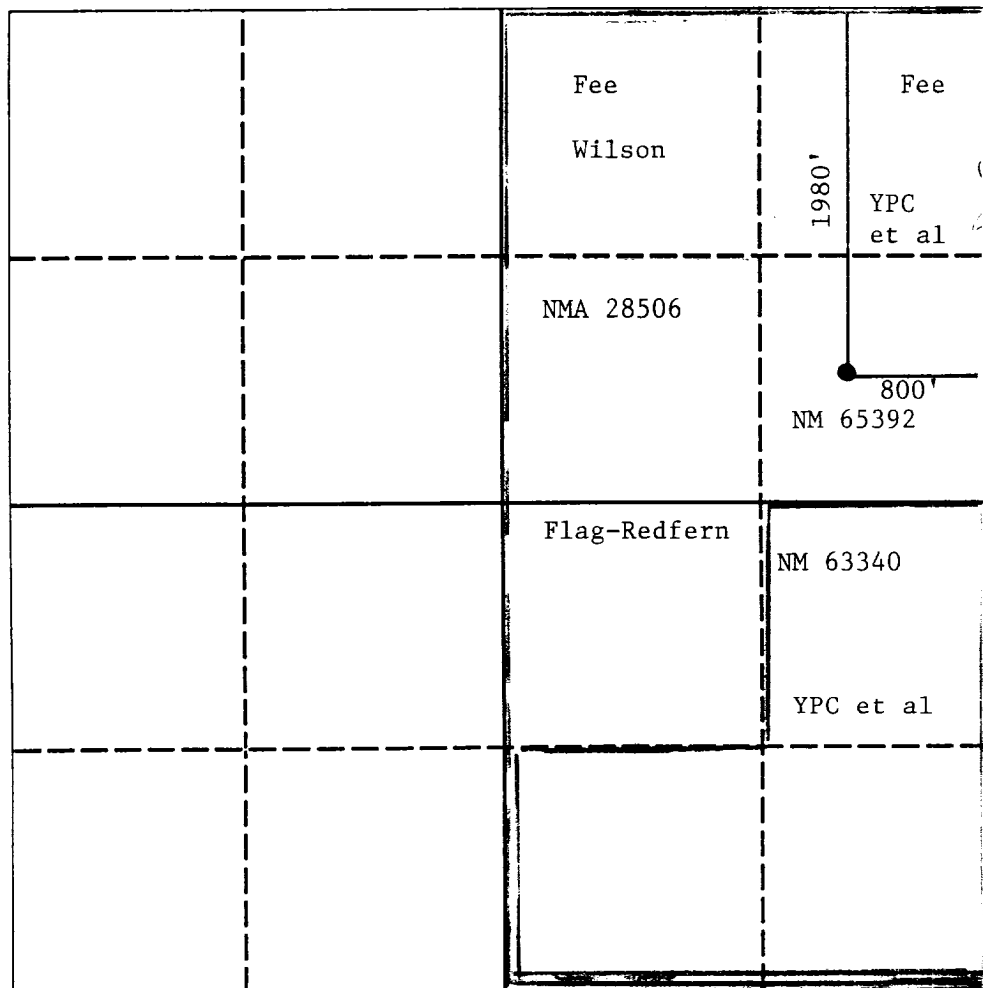 Fee
Wilson
Fee
1980'
YPC
et al
NMA 28506
800'
NM 65392
Flag-Redfern
NM 63340
YPC et al